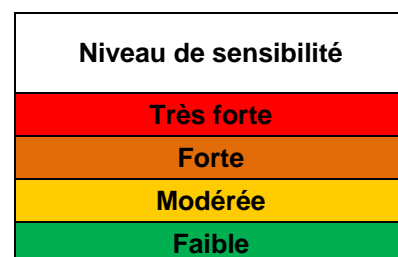 Niveau de sensibilité
Très forte
Forte
Modérée
Faible